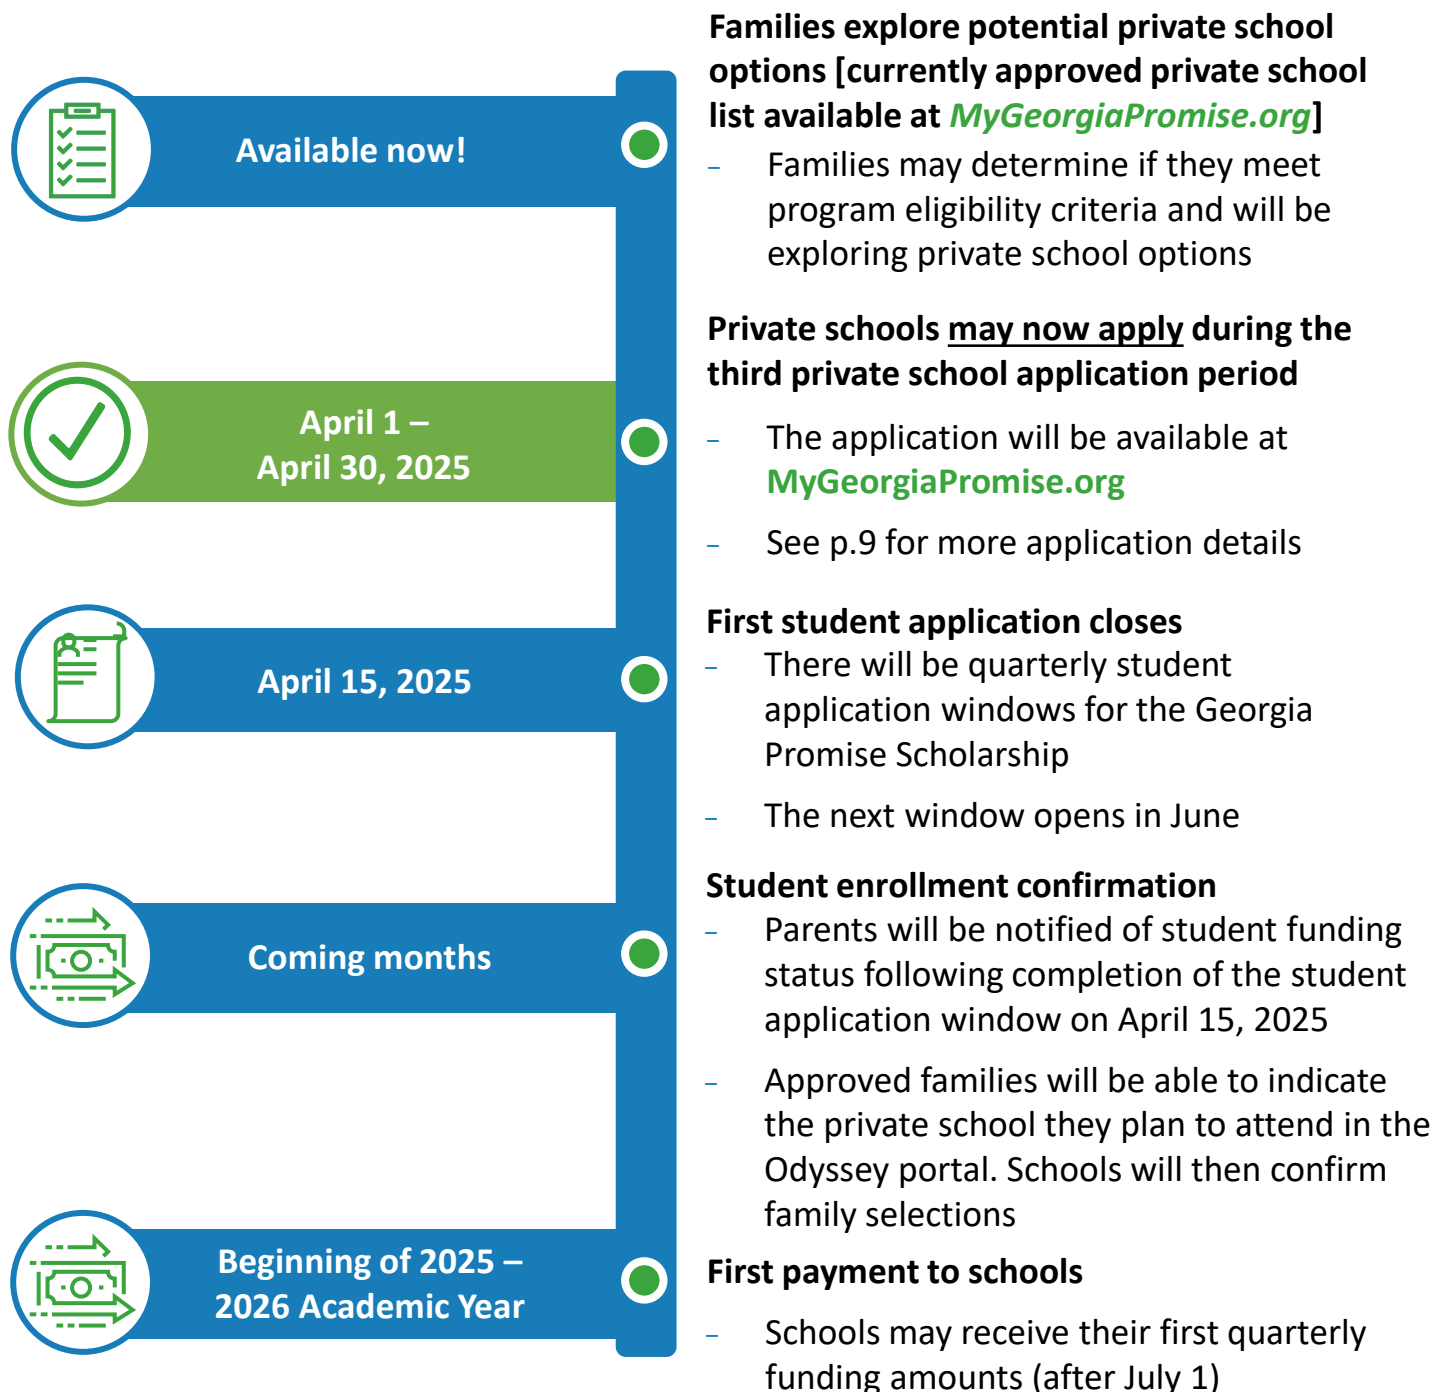 Available now!
Families explore potential private school
options [currently approved private school
list available at MyGeorgiaPromise.org]
– Families may determine if they meet
program eligibility criteria and will be
exploring private school options
April 1 –
April 30, 2025
Private schools may now apply during the
third private school application period
– The application will be available at
MyGeorgiaPromise.org
– See p.9 for more application details
April 15, 2025
First student application closes
– There will be quarterly student
application windows for the Georgia
Promise Scholarship
– The next window opens in June
Coming months
Student enrollment confirmation
– Parents will be notified of student funding
status following completion of the student
application window on April 15, 2025
– Approved families will be able to indicate
the private school they plan to attend in the
Odyssey portal. Schools will then confirm
family selections
Beginning of 2025 –
2026 Academic Year
First payment to schools
– Schools may receive their first quarterly
funding amounts (after July 1)